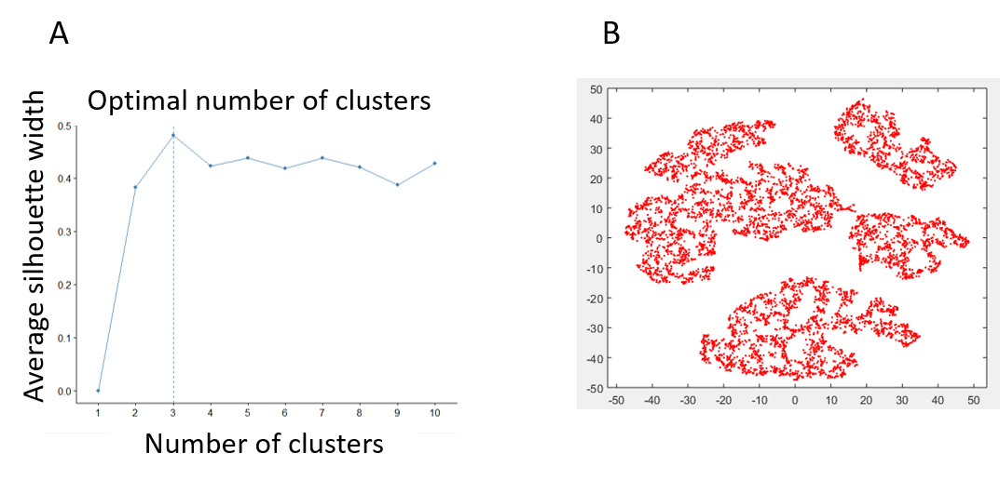 A
B
Optimal number of clusters
Average silhouette width
0.5
0.4
0.3
0.2
0.1
0.0
1 2 3 4 5 6 7 8 9 10
Number of clusters
50
40
30
20
10
0
-10
-20
-30
-40
-50
-50 -40 -30 -20 -10 0 10 20 30 40 50